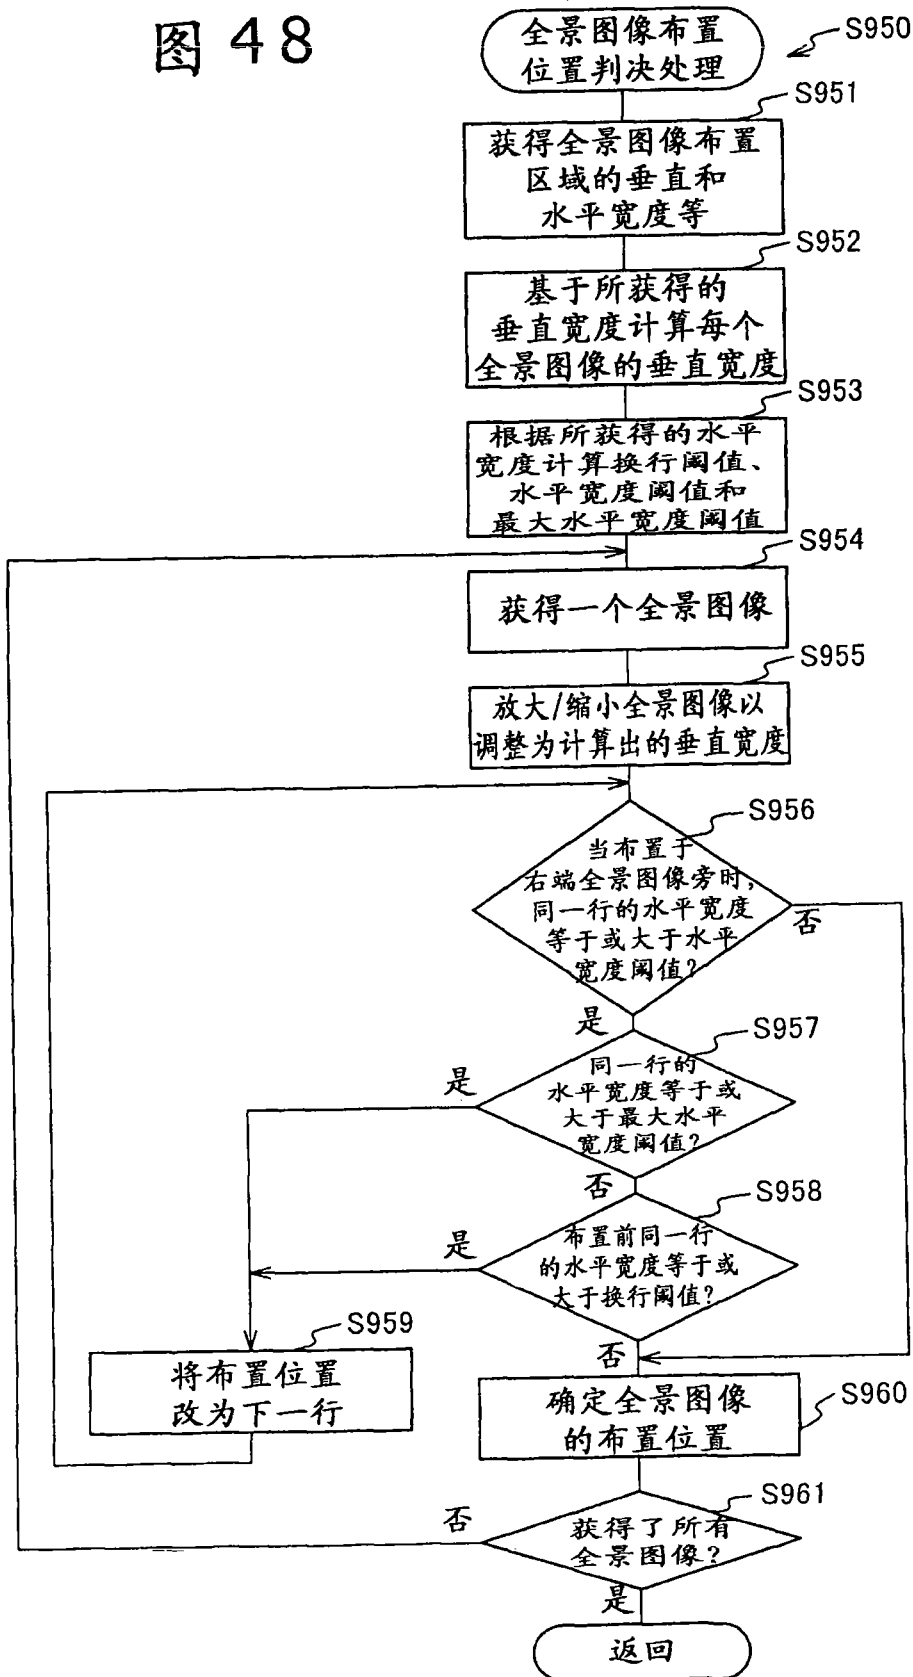 图 48
全景图像布置
位置判决处理
S950
S951
获得全景图像布置
区域的垂直和
水平宽度等
S952
基于所获得的
垂直宽度计算每个
全景图像的垂直宽度
S953
根据所获得的水平
宽度计算换行阈值、
水平宽度阈值和
最大水平宽度阈值
S954
获得一个全景图像
S955
放大/缩小全景图像以
调整为计算出的垂直宽度
S956
当布置于
右端全景图像旁时,
同一行的水平宽度
等于或大于水平
宽度阈值?
否
是
S957
同一行的
水平宽度等于或
大于最大水平
宽度阈值?
是
否
S958
布置前同一行
的水平宽度等于或
大于换行阈值?
是
否
S959
将布置位置
改为下一行
S960
确定全景图像
的布置位置
S961
获得了所有
全景图像?
否
是
返回